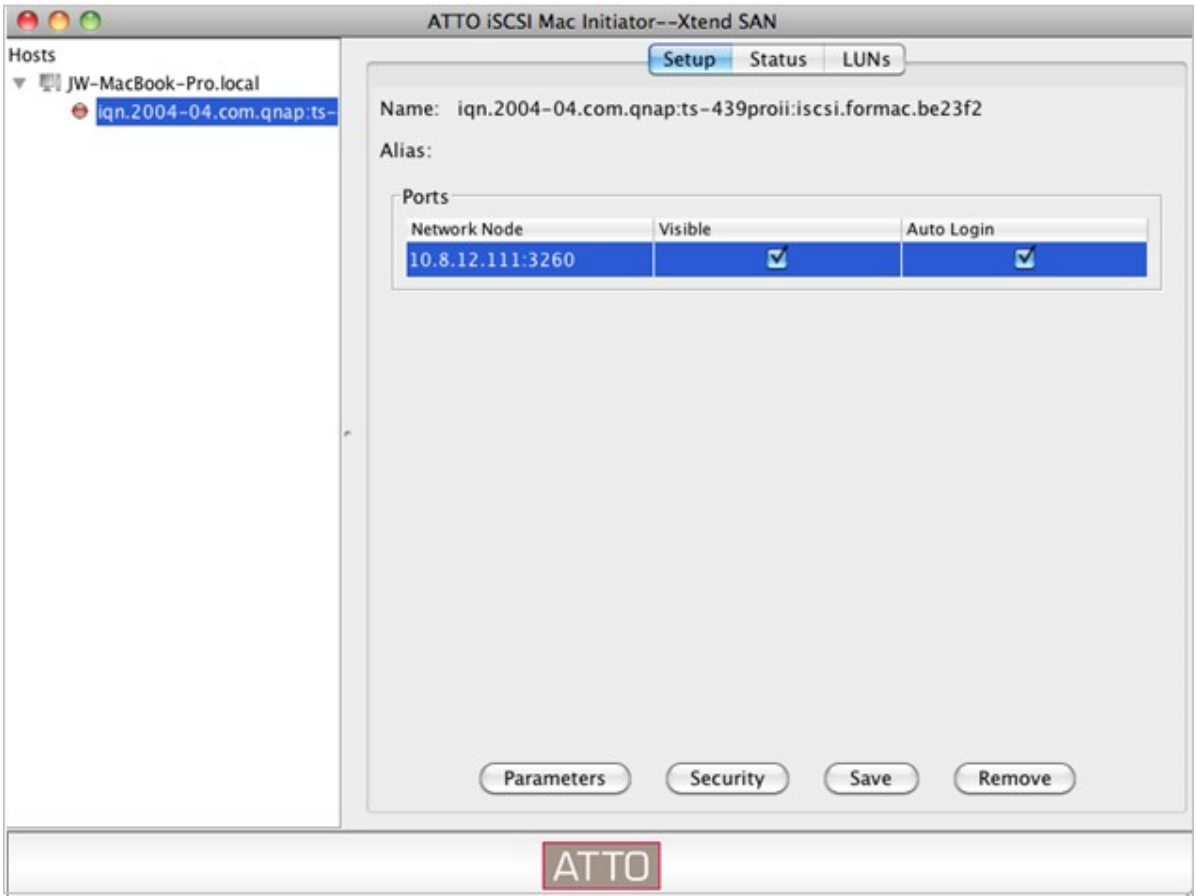 ATTO iSCSI Mac Initiator--Xtend SAN
Hosts
JW-MacBook-Pro.local
iqn.2004-04.com.qnap:ts-
Setup Status LUNs
Name: iqn.2004-04.com.qnap:ts-439proii:iscsi.formac.be23f2
Alias:
Ports
Network Node Visible Auto Login
10.8.12.111:3260
Parameters Security Save Remove
ATTO